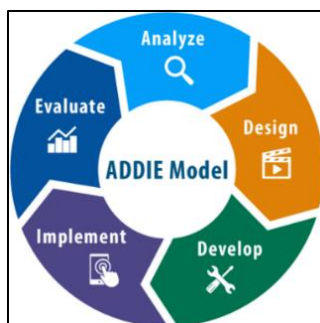 Analyze
Design
Develop
Implement
Evaluate
ADDIE Model